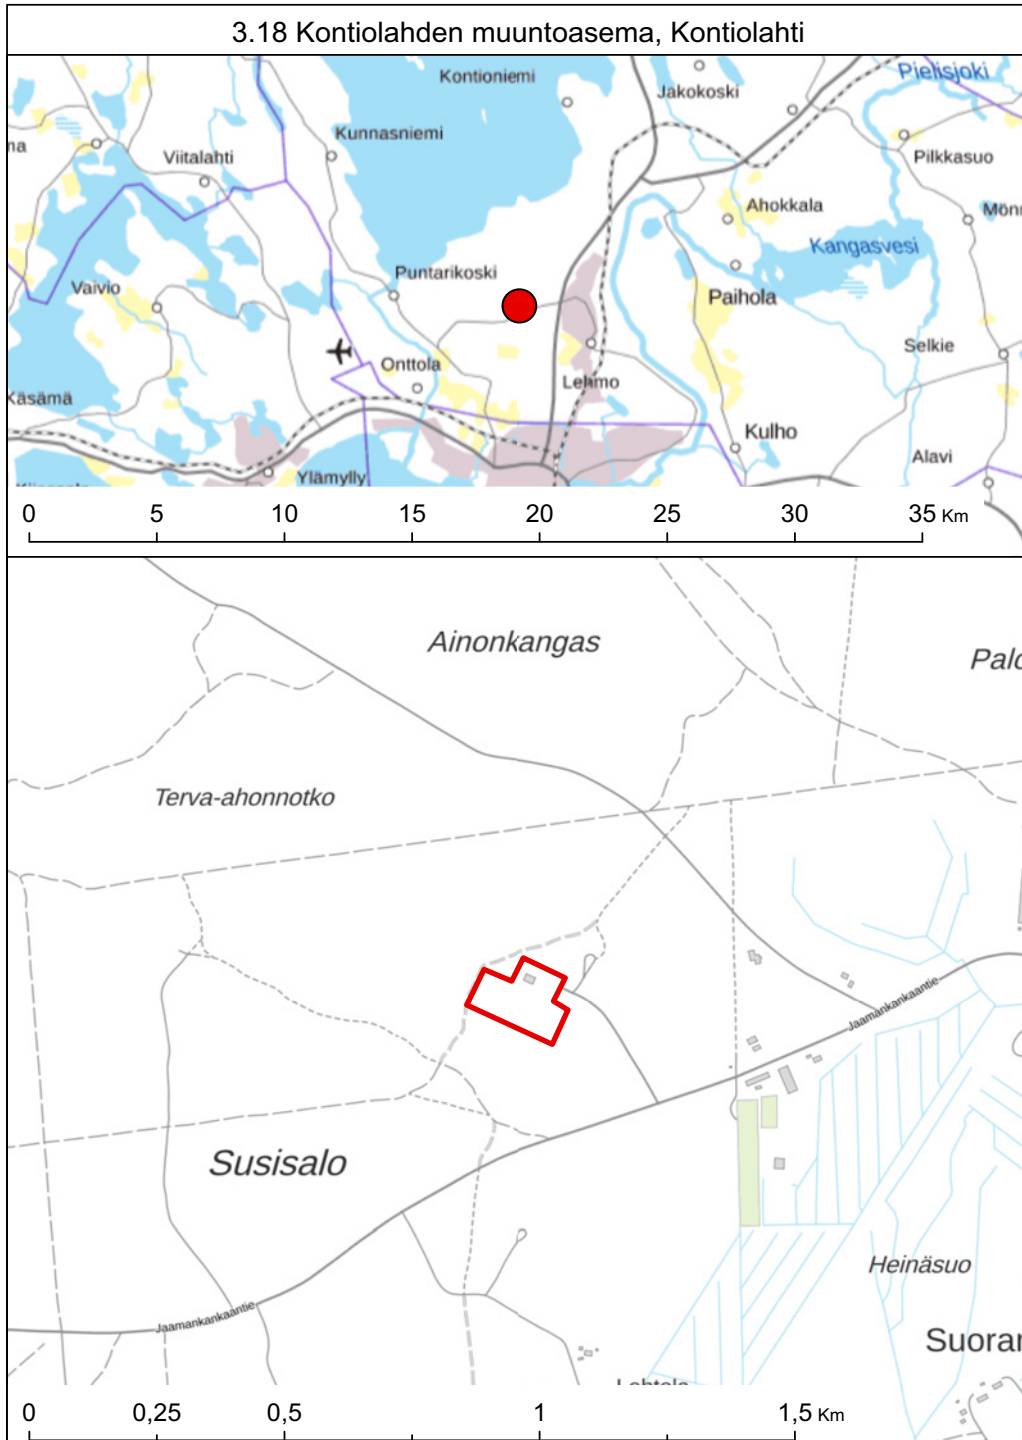 3.18 Kontiolahden muuntoasema, Kontiolahti
Kontioniemi
Pielisjoki
Jakokoski
Kunnasniemi
Viitalahti
Pilkkasuo
Ahokkala
Kangasvesi
Puntarikoski
Vaivio
Paihola
Onttola
Selkie
Lehmo
Käsämä
Kulho
Alavi
Ylämylly
0 5 10 15 20 25 30 35 Km
Ainonkangas
Terva-ahonnotko
Jaamankankaantie
Susisalo
Heinäsuo
Jaamankankaantie
0 0,25 0,5 1 1,5 Km